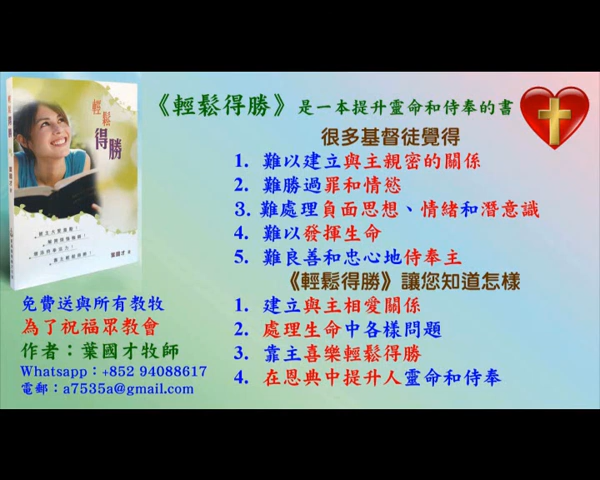 《輕鬆得勝》是一本提升靈命和侍奉的書
很多基督徒覺得
1. 難以建立與主親密的關係
2. 難勝過罪和情慾
3. 難處理負面思想、情緒和潛意識
4. 難以發揮生命
5. 難良善和忠心地侍奉主
《輕鬆得勝》讓您知道怎樣
1. 建立與主相愛關係
2. 處理生命中各樣問題
3. 靠主喜樂輕鬆得勝
4. 在恩典中提升人靈命和侍奉
輕鬆
得勝
輕鬆得勝
葉國才
免費送與所有教牧
為了祝福眾教會
作者：葉國才牧師
Whatsapp：+852 94088617
電郵：a7535a@gmail.com